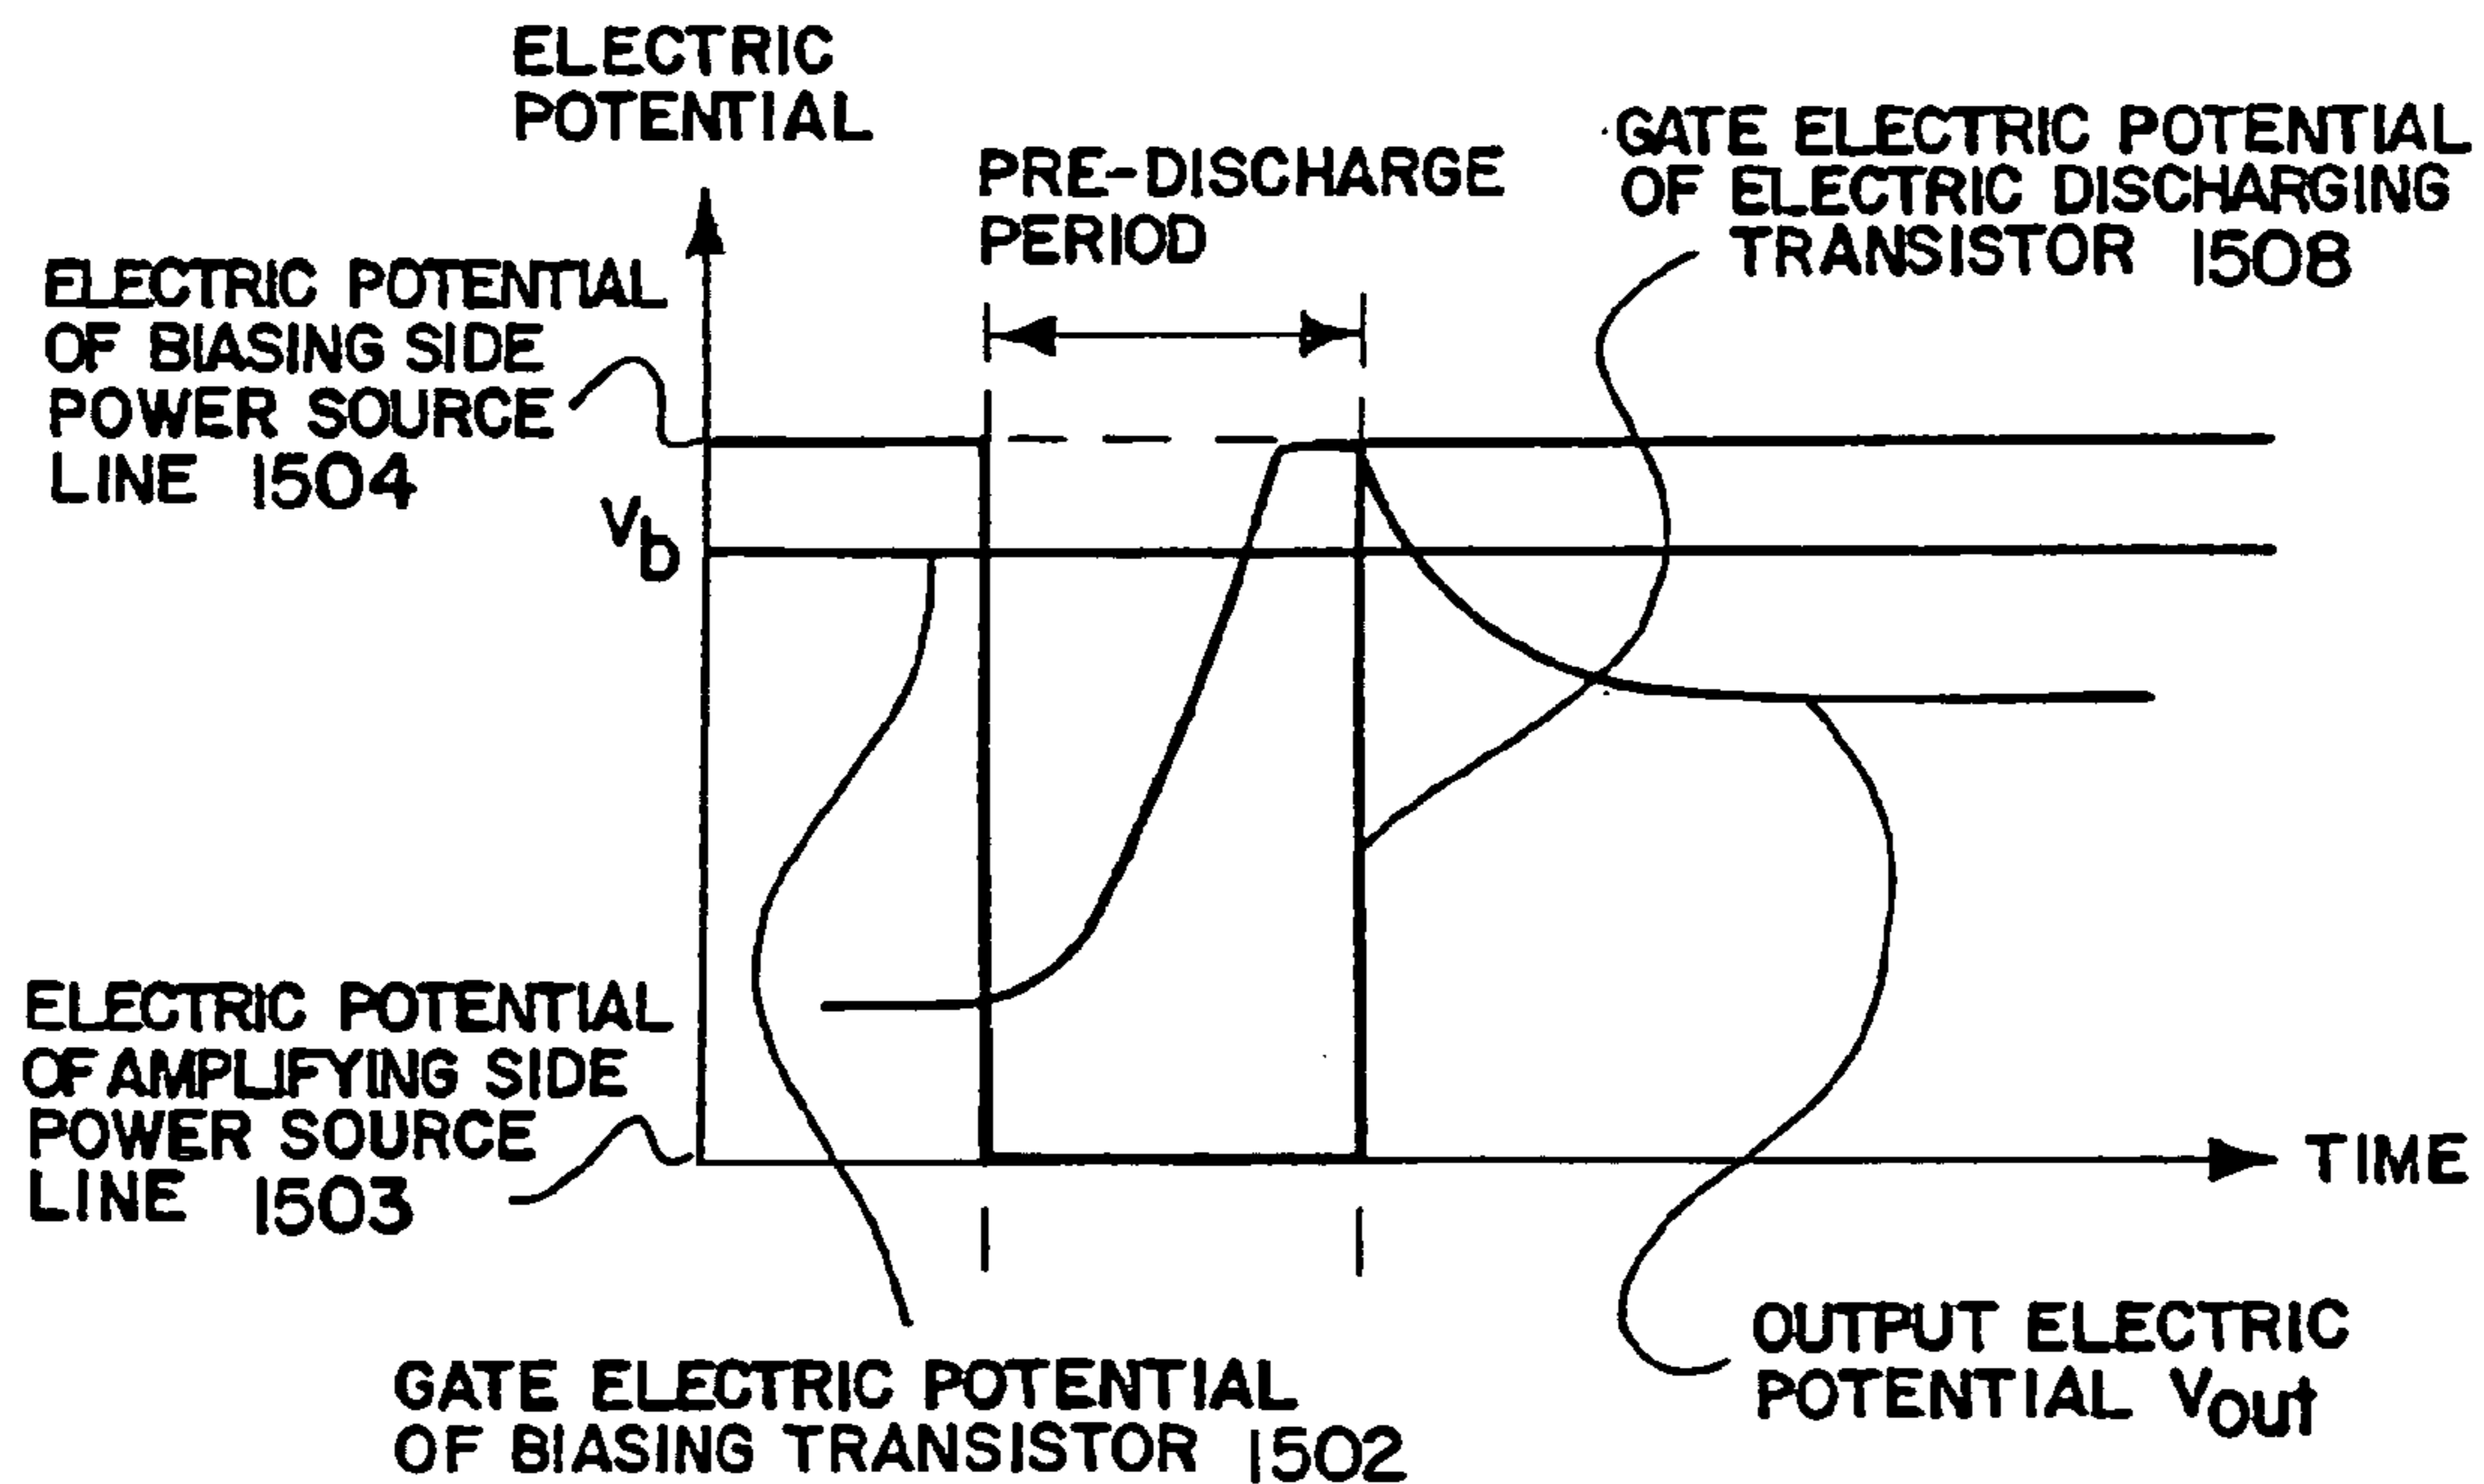 ELECTRIC
POTENTIAL
PRE-DISCHARGE
PERIOD
GATE ELECTRIC POTENTIAL
OF ELECTRIC DISCHARGING
TRANSISTOR 1508
ELECTRIC POTENTIAL
OF BIASING SIDE
POWER SOURCE
LINE 1504
Vb
ELECTRIC POTENTIAL
OF AMPLIFYING SIDE
POWER SOURCE
LINE 1503
TIME
GATE ELECTRIC POTENTIAL
OF BIASING TRANSISTOR 1502
OUTPUT ELECTRIC
POTENTIAL Vout